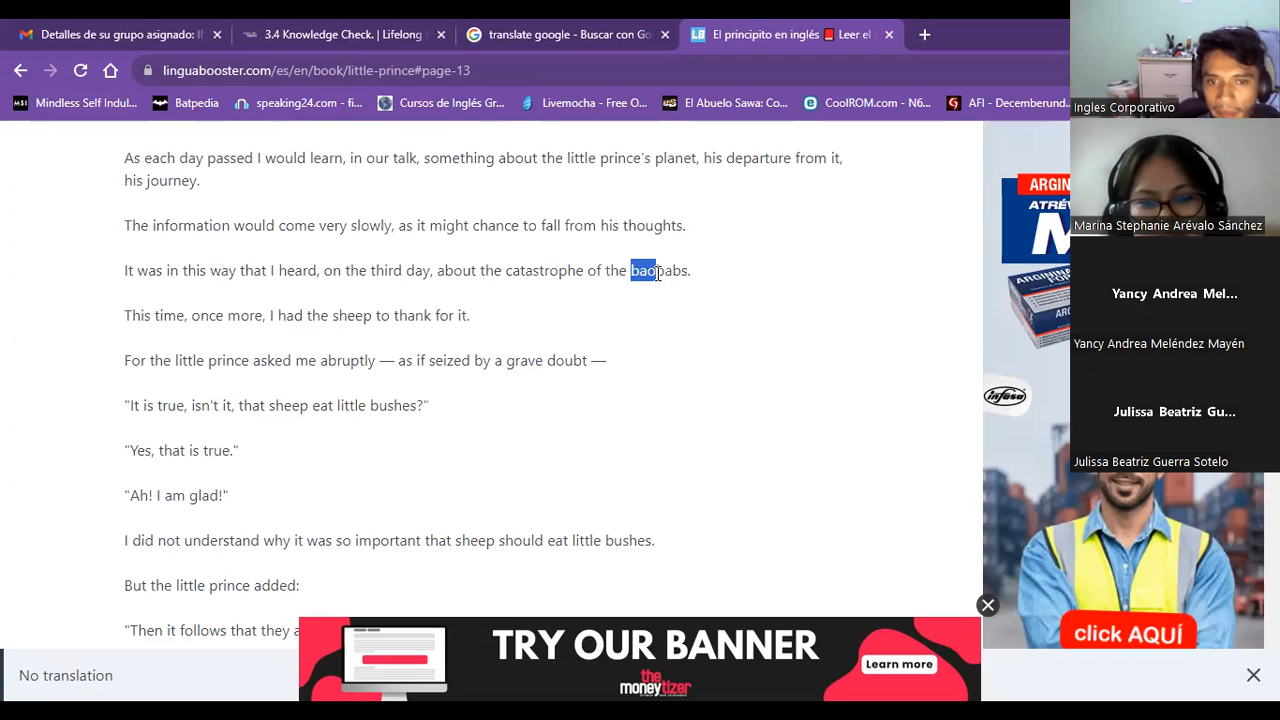 Detalles de su grupo asignado: I
3.4 Knowledge Check. | Lifelong
translate google - Buscar con Go
LB El principito en inglés 📕 Leer el
linguabooster.com/es/en/book/little-prince#page-13
MSI Mindless Self Indul...
Batpedia
speaking24.com - fi...
Cursos de Inglés Gr...
Livemocha - Free O...
El Abuelo Sawa: Co...
CoolROM.com - N6...
AFI - Decemberund...
As each day passed I would learn, in our talk, something about the little prince's planet, his departure from it,
his journey.
The information would come very slowly, as it might chance to fall from his thoughts.
It was in this way that I heard, on the third day, about the catastrophe of the baobabs.
This time, once more, I had the sheep to thank for it.
For the little prince asked me abruptly — as if seized by a grave doubt —
"It is true, isn't it, that sheep eat little bushes?"
"Yes, that is true."
"Ah! I am glad!"
I did not understand why it was so important that sheep should eat little bushes.
But the little prince added:
"Then it follows that they a
No translation
TRY OUR BANNER
the
moneytizer
Learn more
ARGIN
ATRÉV
M
infasa
click AQUÍ
Ingles Corporativo
Marina Stephanie Arévalo Sánchez
Yancy Andrea Mel...
Yancy Andrea Meléndez Mayén
Julissa Beatriz Gu...
Julissa Beatriz Guerra Sotelo